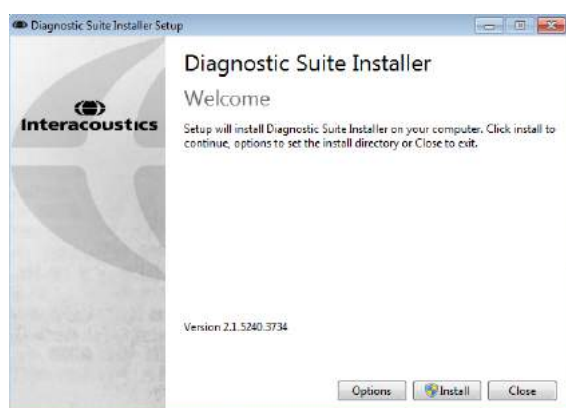 Diagnostic Suite Installer Setup
Diagnostic Suite Installer
Welcome
Interacoustics
Setup will install Diagnostic Suite Installer on your computer. Click install to
continue, options to set the install directory or Close to exit.
Version 2.1.5240.3734
Options
Install
Close